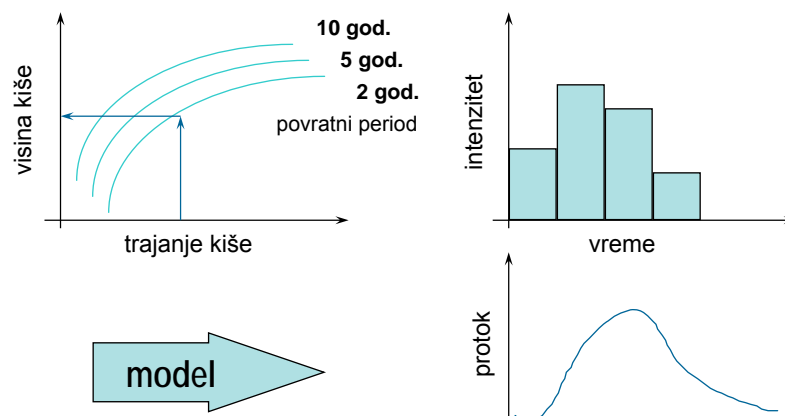 10 god.
5 god.
2 god.
povratni period
visina kiše
trajanje kiše
intenzitet
vreme
model
protok